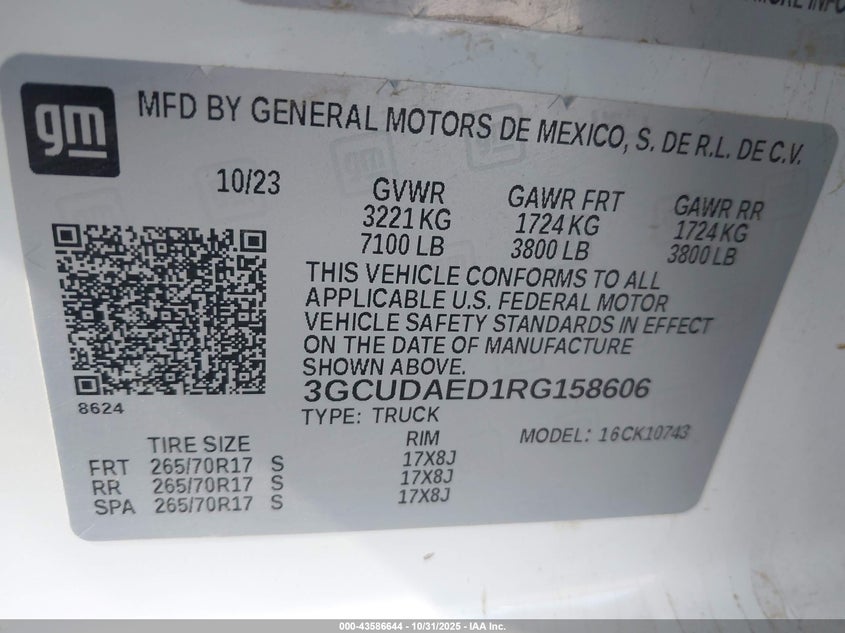 MORE INFO
gm
MFD BY GENERAL MOTORS DE MEXICO, S. DE R.L. DE C.V.
10/23
GVWR GAWR FRT GAWR RR
3221 KG 1724 KG 1724 KG
7100 LB 3800 LB 3800 LB
THIS VEHICLE CONFORMS TO ALL
APPLICABLE U.S. FEDERAL MOTOR
VEHICLE SAFETY STANDARDS IN EFFECT
ON THE DATE OF MANUFACTURE
SHOWN ABOVE.
8624
3GCUDAED1RG158606
TYPE: TRUCK
MODEL: 16CK10743
TIRE SIZE RIM
FRT 265/70R17 S 17X8J
RR 265/70R17 S 17X8J
SPA 265/70R17 S 17X8J
000-43586644 / 10/31/2025 - IAA Inc.